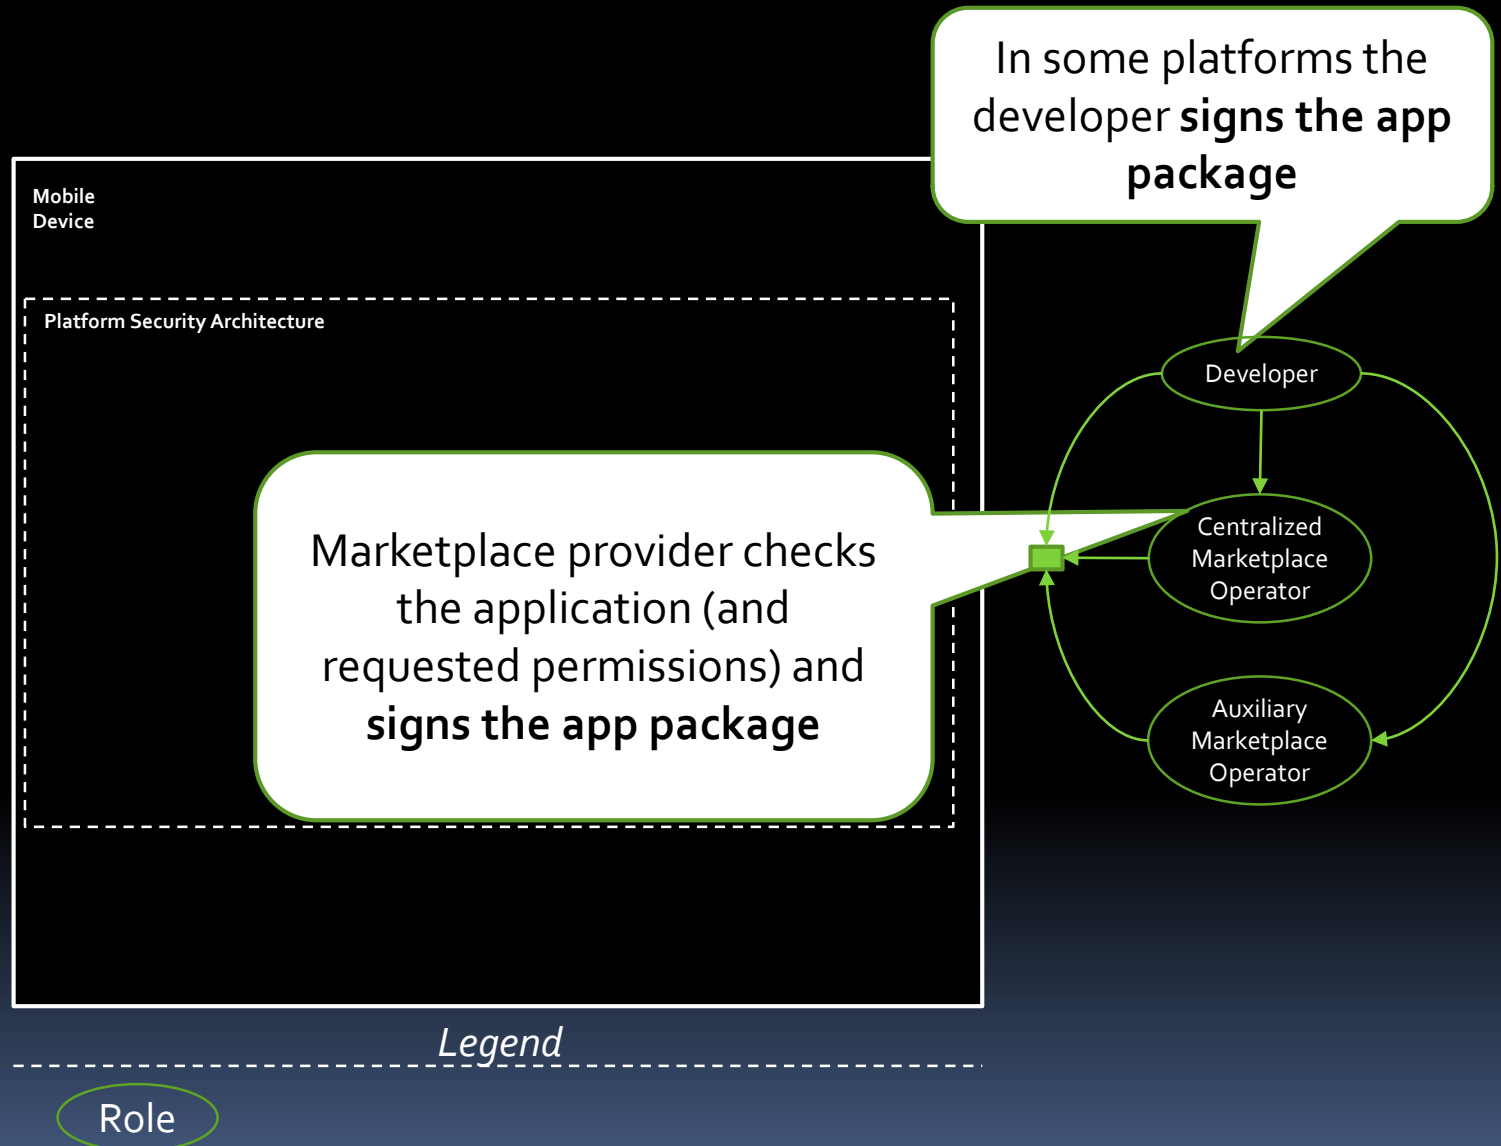 In some platforms the
developer signs the app
package
Mobile
Device
Platform Security Architecture
Developer
Marketplace provider checks
the application (and
requested permissions) and
signs the app package
Centralized
Marketplace
Operator
Auxiliary
Marketplace
Operator
Legend
Role